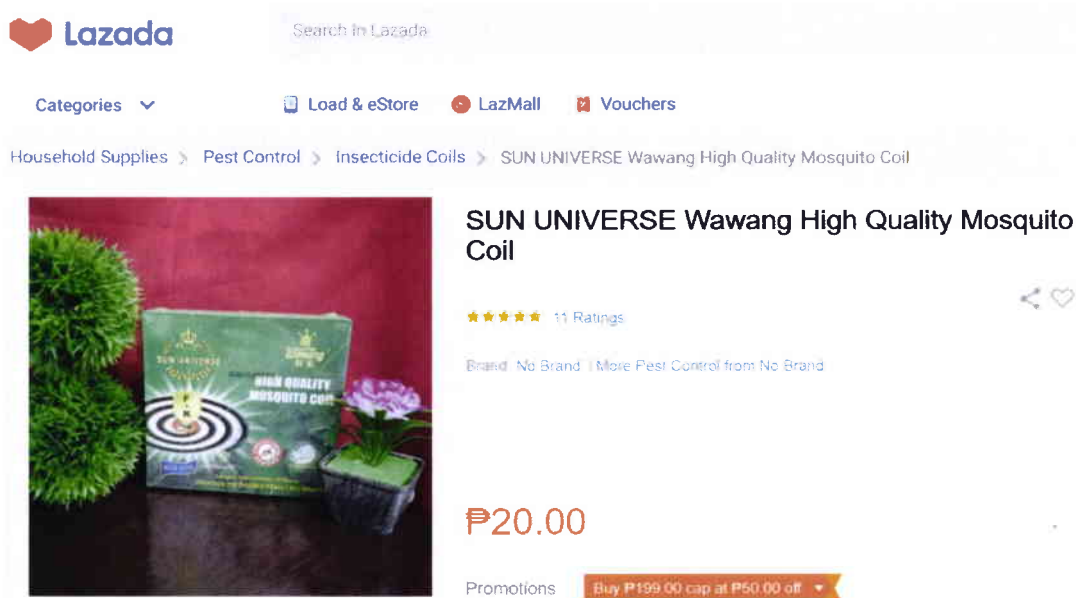 Lazada
Search in Lazada
Categories
Load & eStore
LazMall
Vouchers
Household Supplies > Pest Control > Insecticide Coils > SUN UNIVERSE Wawang High Quality Mosquito Coil
SUN UNIVERSE Wawang High Quality Mosquito
Coil
11 Ratings
Brand No Brand | More Pest Control from No Brand
SUN UNIVERSE
HIGH QUALITY
MOSQUITO COIL
₱20.00
Promotions
Buy ₱199.00 cap at ₱50.00 off